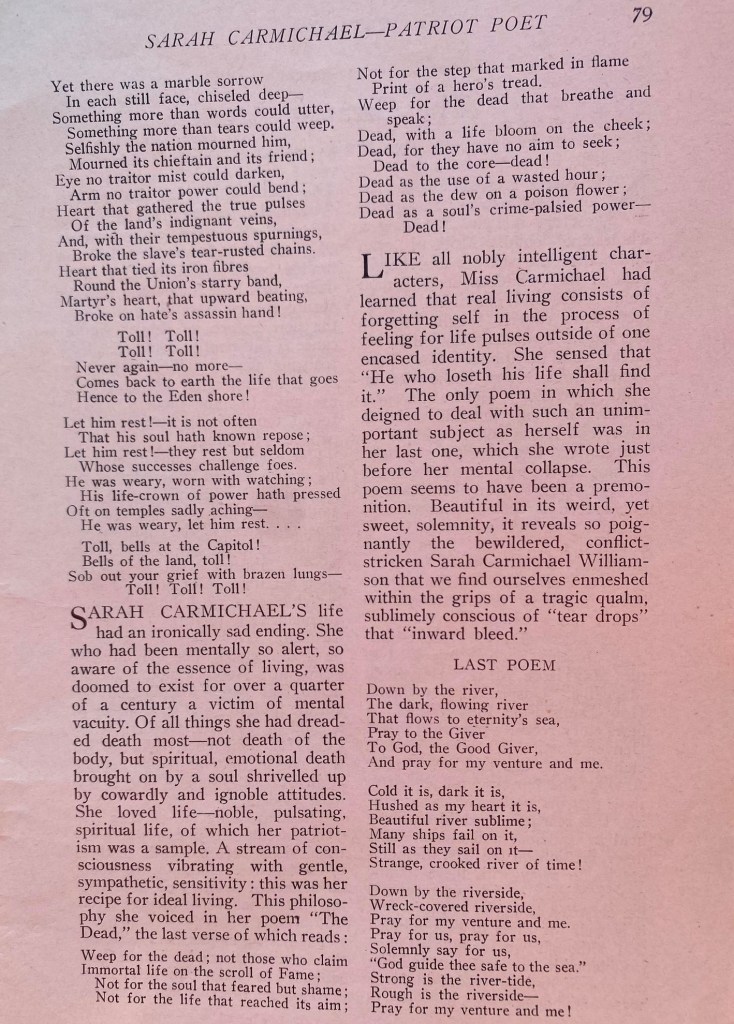 SARAH CARMICHAEL—PATRIOT POET
79
Yet there was a marble sorrow
In each still face, chiseled deep—
Something more than words could utter,
Something more than tears could weep.
Selfishly the nation mourned him,
Mourned its chieftain and its friend;
Eye no traitor mist could darken,
Arm no traitor power could bend;
Heart that gathered the true pulses
Of the land's indignant veins,
And, with their tempestuous spurnings,
Broke the slave's tear-rusted chains.
Heart that tied its iron fibres
Round the Union's starry band,
Martyr's heart, that upward beating,
Broke on hate's assassin hand!
Toll! Toll!
Toll! Toll!
Never again—no more—
Comes back to earth the life that goes
Hence to the Eden shore!
Let him rest!—it is not often
That his soul hath known repose;
Let him rest!—they rest but seldom
Whose successes challenge foes.
He was weary, worn with watching;
His life-crown of power hath pressed
Oft on temples sadly aching—
He was weary, let him rest. . . .
Toll, bells at the Capitol!
Bells of the land, toll!
Sob out your grief with brazen lungs—
Toll! Toll! Toll!
SARAH CARMICHAEL'S life
had an ironically sad ending. She
who had been mentally so alert, so
aware of the essence of living, was
doomed to exist for over a quarter
of a century a victim of mental
vacuity. Of all things she had dread-
ed death most—not death of the
body, but spiritual, emotional death
brought on by a soul shrivelled up
by cowardly and ignoble attitudes.
She loved life—noble, pulsating,
spiritual life, of which her patriot-
ism was a sample. A stream of con-
sciousness vibrating with gentle,
sympathetic, sensitivity: this was her
recipe for ideal living. This philoso-
phy she voiced in her poem "The
Dead," the last verse of which reads:
Weep for the dead; not those who claim
Immortal life on the scroll of Fame;
Not for the soul that feared but shame;
Not for the life that reached its aim;
Not for the step that marked in flame
Print of a hero's tread.
Weep for the dead that breathe and
speak;
Dead, with a life bloom on the cheek;
Dead, for they have no aim to seek;
Dead to the core—dead!
Dead as the use of a wasted hour;
Dead as the dew on a poison flower;
Dead as a soul's crime-palsied power—
Dead!
LIKE all nobly intelligent char-
acters, Miss Carmichael had
learned that real living consists of
forgetting self in the process of
feeling for life pulses outside of one
encased identity. She sensed that
"He who loseth his life shall find
it." The only poem in which she
deigned to deal with such an unim-
portant subject as herself was in
her last one, which she wrote just
before her mental collapse. This
poem seems to have been a premo-
nition. Beautiful in its weird, yet
sweet, solemnity, it reveals so poig-
nantly the bewildered, conflict-
stricken Sarah Carmichael William-
son that we find ourselves enmeshed
within the grips of a tragic qualm,
sublimely conscious of "tear drops"
that "inward bleed."
LAST POEM
Down by the river,
The dark, flowing river
That flows to eternity's sea,
Pray to the Giver
To God, the Good Giver,
And pray for my venture and me.
Cold it is, dark it is,
Hushed as my heart it is,
Beautiful river sublime;
Many ships fail on it,
Still as they sail on it—
Strange, crooked river of time!
Down by the riverside,
Wreck-covered riverside,
Pray for my venture and me.
Pray for us, pray for us,
Solemnly say for us,
"God guide thee safe to the sea."
Strong is the river-tide,
Rough is the riverside—
Pray for my venture and me!